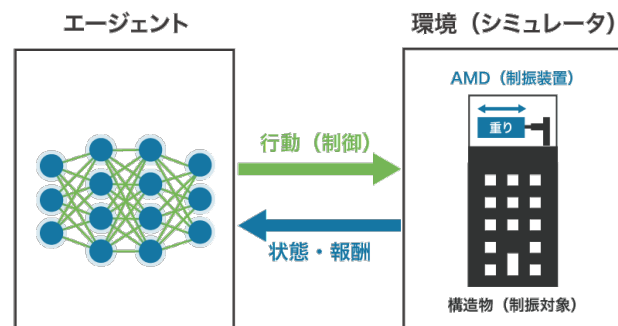 エージェント
環境（シミュレータ）
AMD（制振装置）
重り
行動（制御）
状態・報酬
構造物（制振対象）